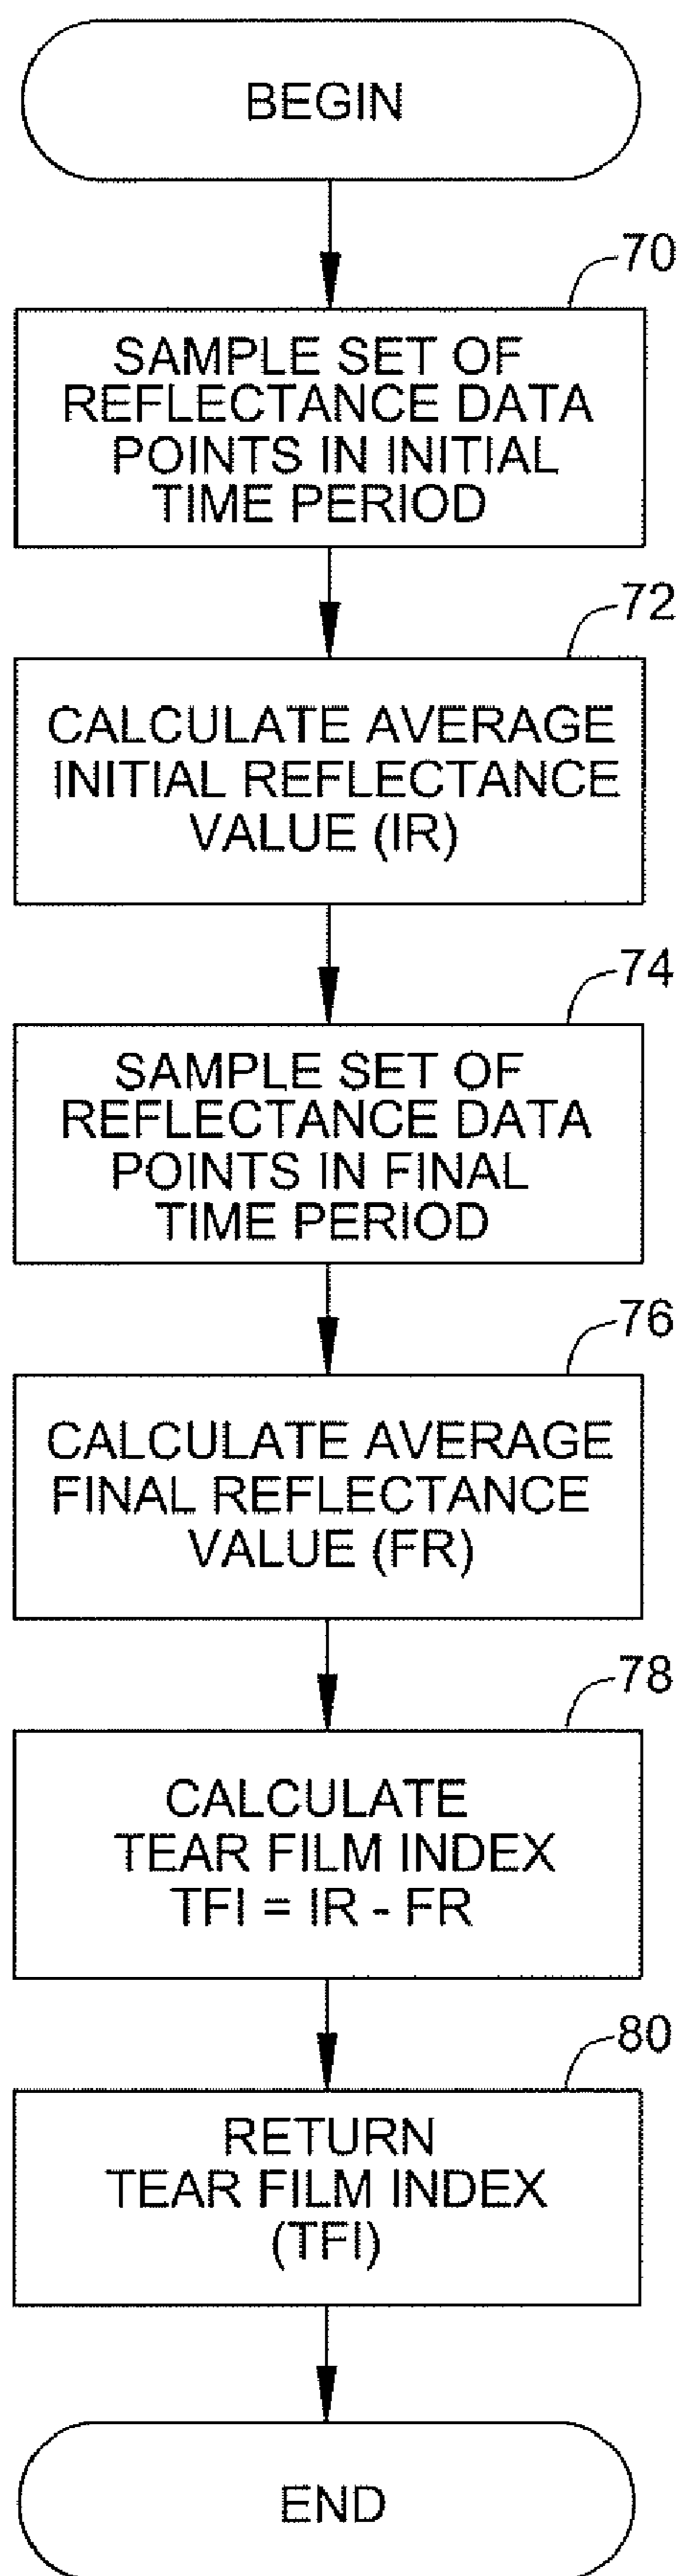 BEGIN
70
SAMPLE SET OF
REFLECTANCE DATA
POINTS IN INITIAL
TIME PERIOD
72
CALCULATE AVERAGE
INITIAL REFLECTANCE
VALUE (IR)
74
SAMPLE SET OF
REFLECTANCE DATA
POINTS IN FINAL
TIME PERIOD
76
CALCULATE AVERAGE
FINAL REFLECTANCE
VALUE (FR)
78
CALCULATE
TEAR FILM INDEX
TFI = IR - FR
80
RETURN
TEAR FILM INDEX
(TFI)
END